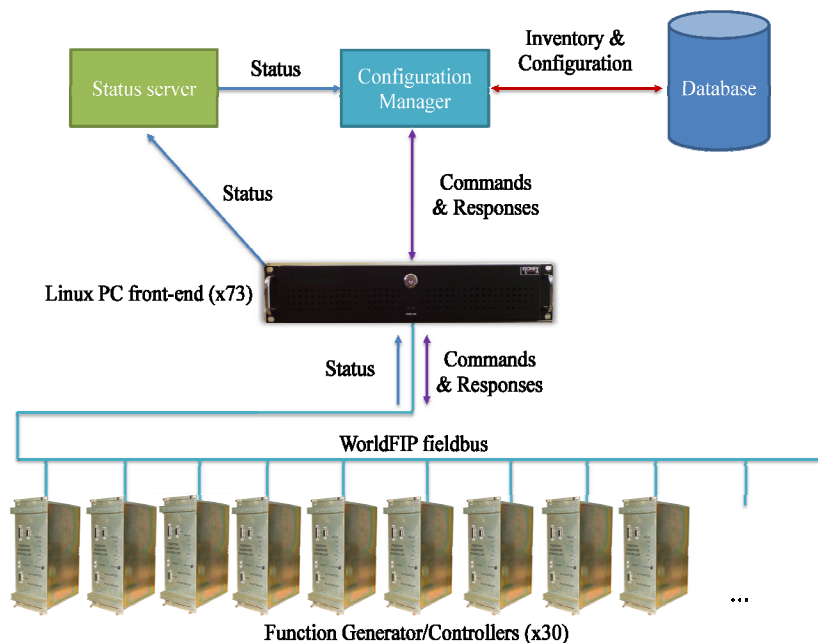 Inventory &
Configuration
Status server
Status
Configuration
Manager
Database
Status
Commands
& Responses
Linux PC front-end (x73)
Status
Commands
& Responses
WorldFIP fieldbus
...
Function Generator/Controllers (x30)